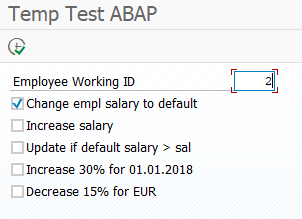 Temp Test ABAP
Employee Working ID 2
Change empl salary to default
Increase salary
Update if default salary > sal
Increase 30% for 01.01.2018
Decrease 15% for EUR